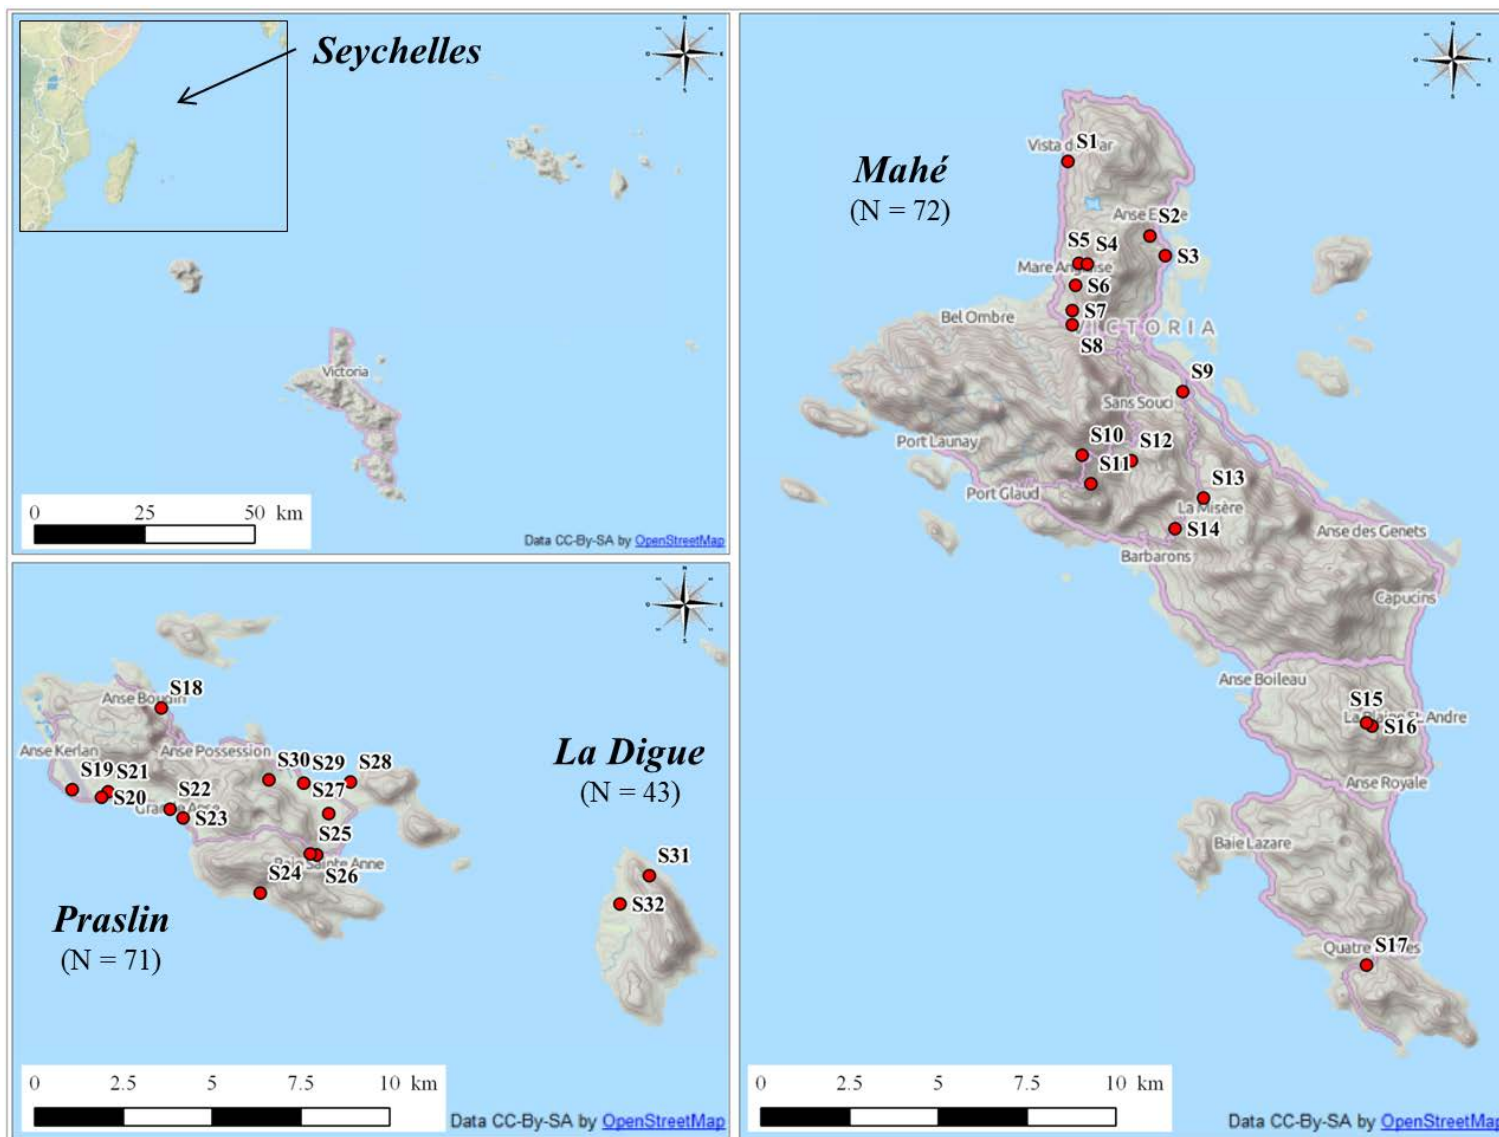 Seychelles
Victoria
0 25 50 km
Data CC-By-SA by OpenStreetMap
Mahé
(N = 72)
S1
S2
S3
S5 S4
S6
Bel Ombre
S7
VICTORIA
S8
S9
Sans Souci
Port Launay
S10
S12
S11
Port Glaud
S13
La Misère
S14
Barbarons
Anse des Genets
Capucins
Anse Boileau
S15
S16
Anse Royale
Baie Lazare
S17
0 2.5 5 7.5 10 km
Data CC-By-SA by OpenStreetMap
S18
Anse Kerlan
Anse Possession
S19
S21
S20
S22
S23
S30
S29
S28
S27
S25
S26
S24
Praslin
(N = 71)
La Digue
(N = 43)
S31
S32
0 2.5 5 7.5 10 km
Data CC-By-SA by OpenStreetMap